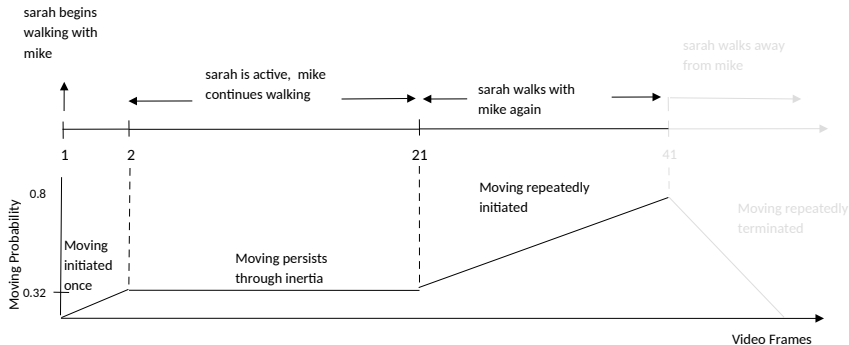 sarah begins
walking with
mike
sarah is active,  mike
continues walking
sarah walks with
mike again
sarah walks away
from mike
1
2
21
41
Moving Probability
0.8
0.32
Moving
initiated
once
Moving persists
through inertia
Moving repeatedly
initiated
Moving repeatedly
terminated
Video Frames